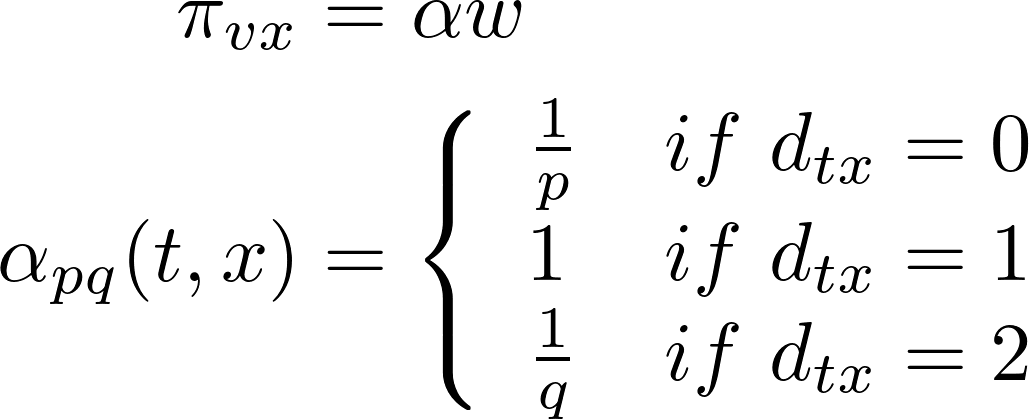 π_{vx} = αw
α_{pq}(t, x) = { 1/p if d_{tx} = 0
1 if d_{tx} = 1
1/q if d_{tx} = 2